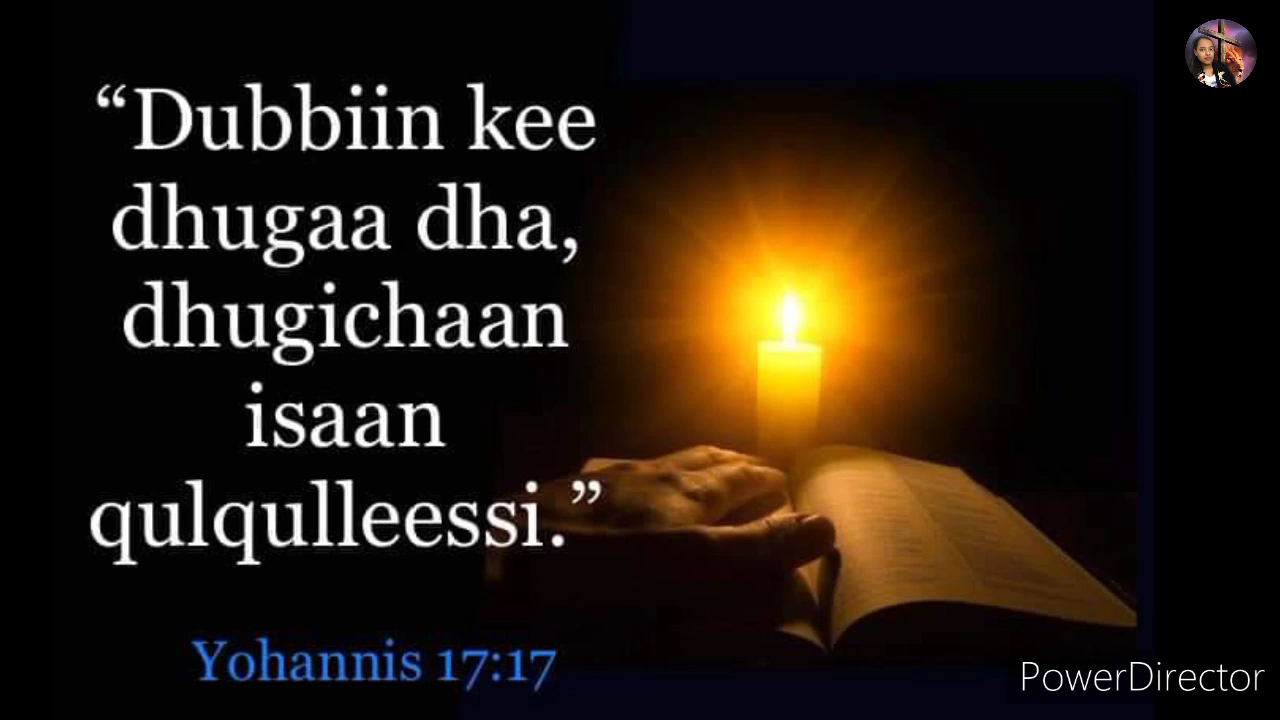 “Dubbiin kee
dhugaa dha,
dhugichaan
isaan
qulqulleessi.”
Yohannis 17:17
PowerDirector